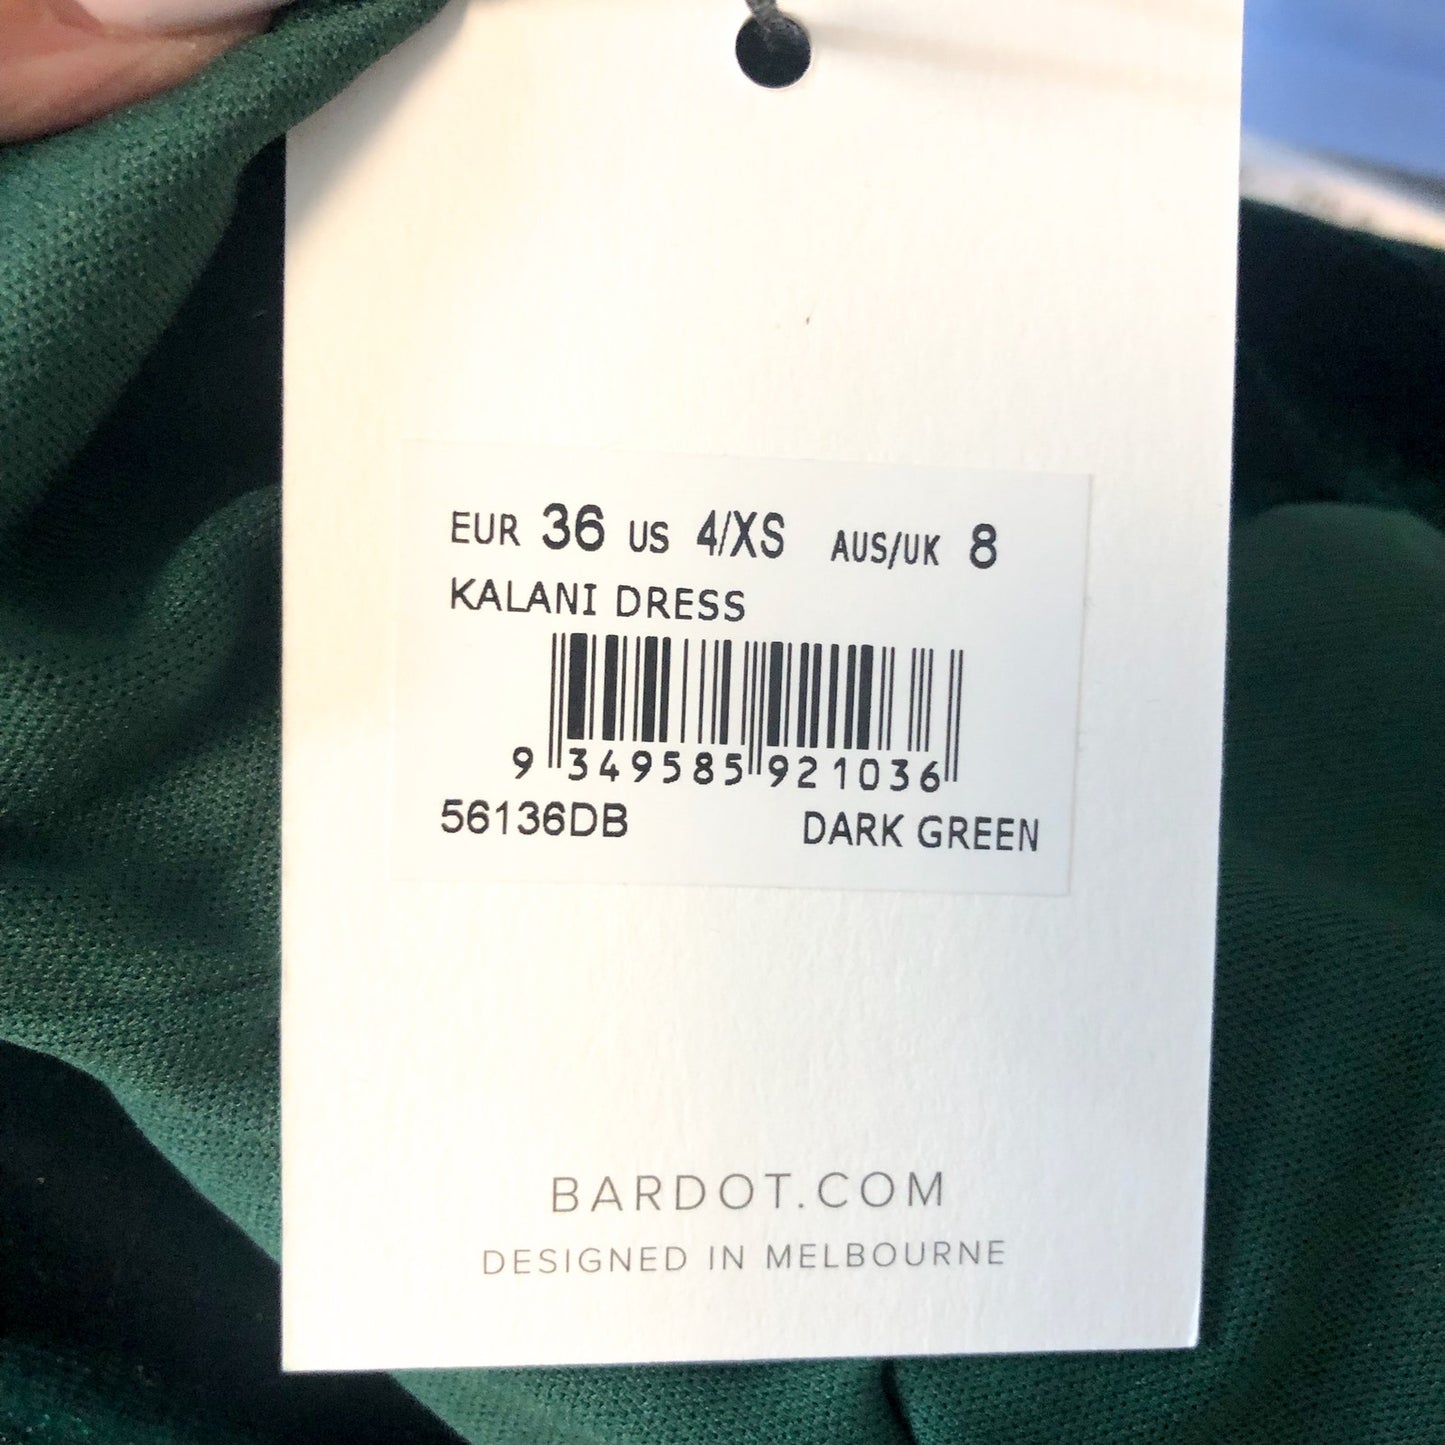 EUR 36 US 4/XS AUS/UK 8
KALANI DRESS
9 349585 921036
56136DB DARK GREEN
BARDOT.COM
DESIGNED IN MELBOURNE